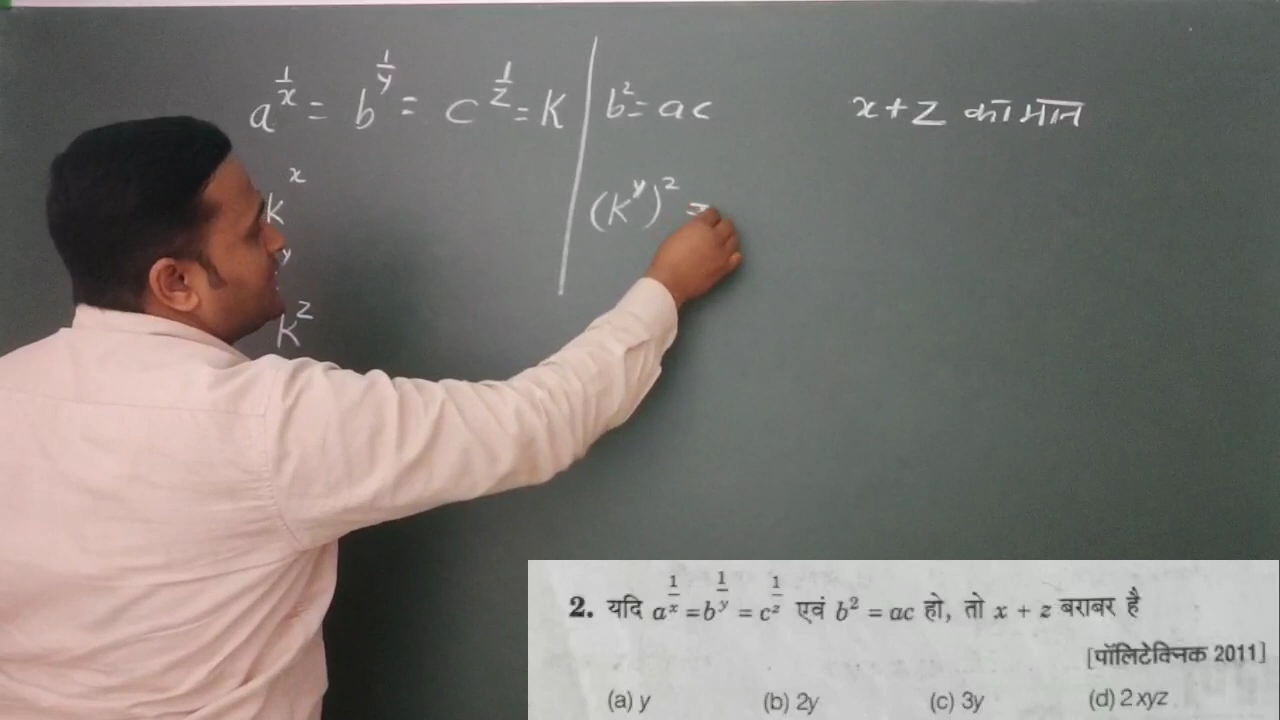 a^{1/x} = b^{1/y} = c^{1/z} = K
b² = ac
x + z का मान
K^x
y
K^z
(K^y)² =
2. यदि a^{1/x} = b^{1/y} = c^{1/z} एवं b² = ac हो, तो x + z बराबर है
[पॉलिटेक्निक 2011]
(a) y (b) 2y (c) 3y (d) 2xyz